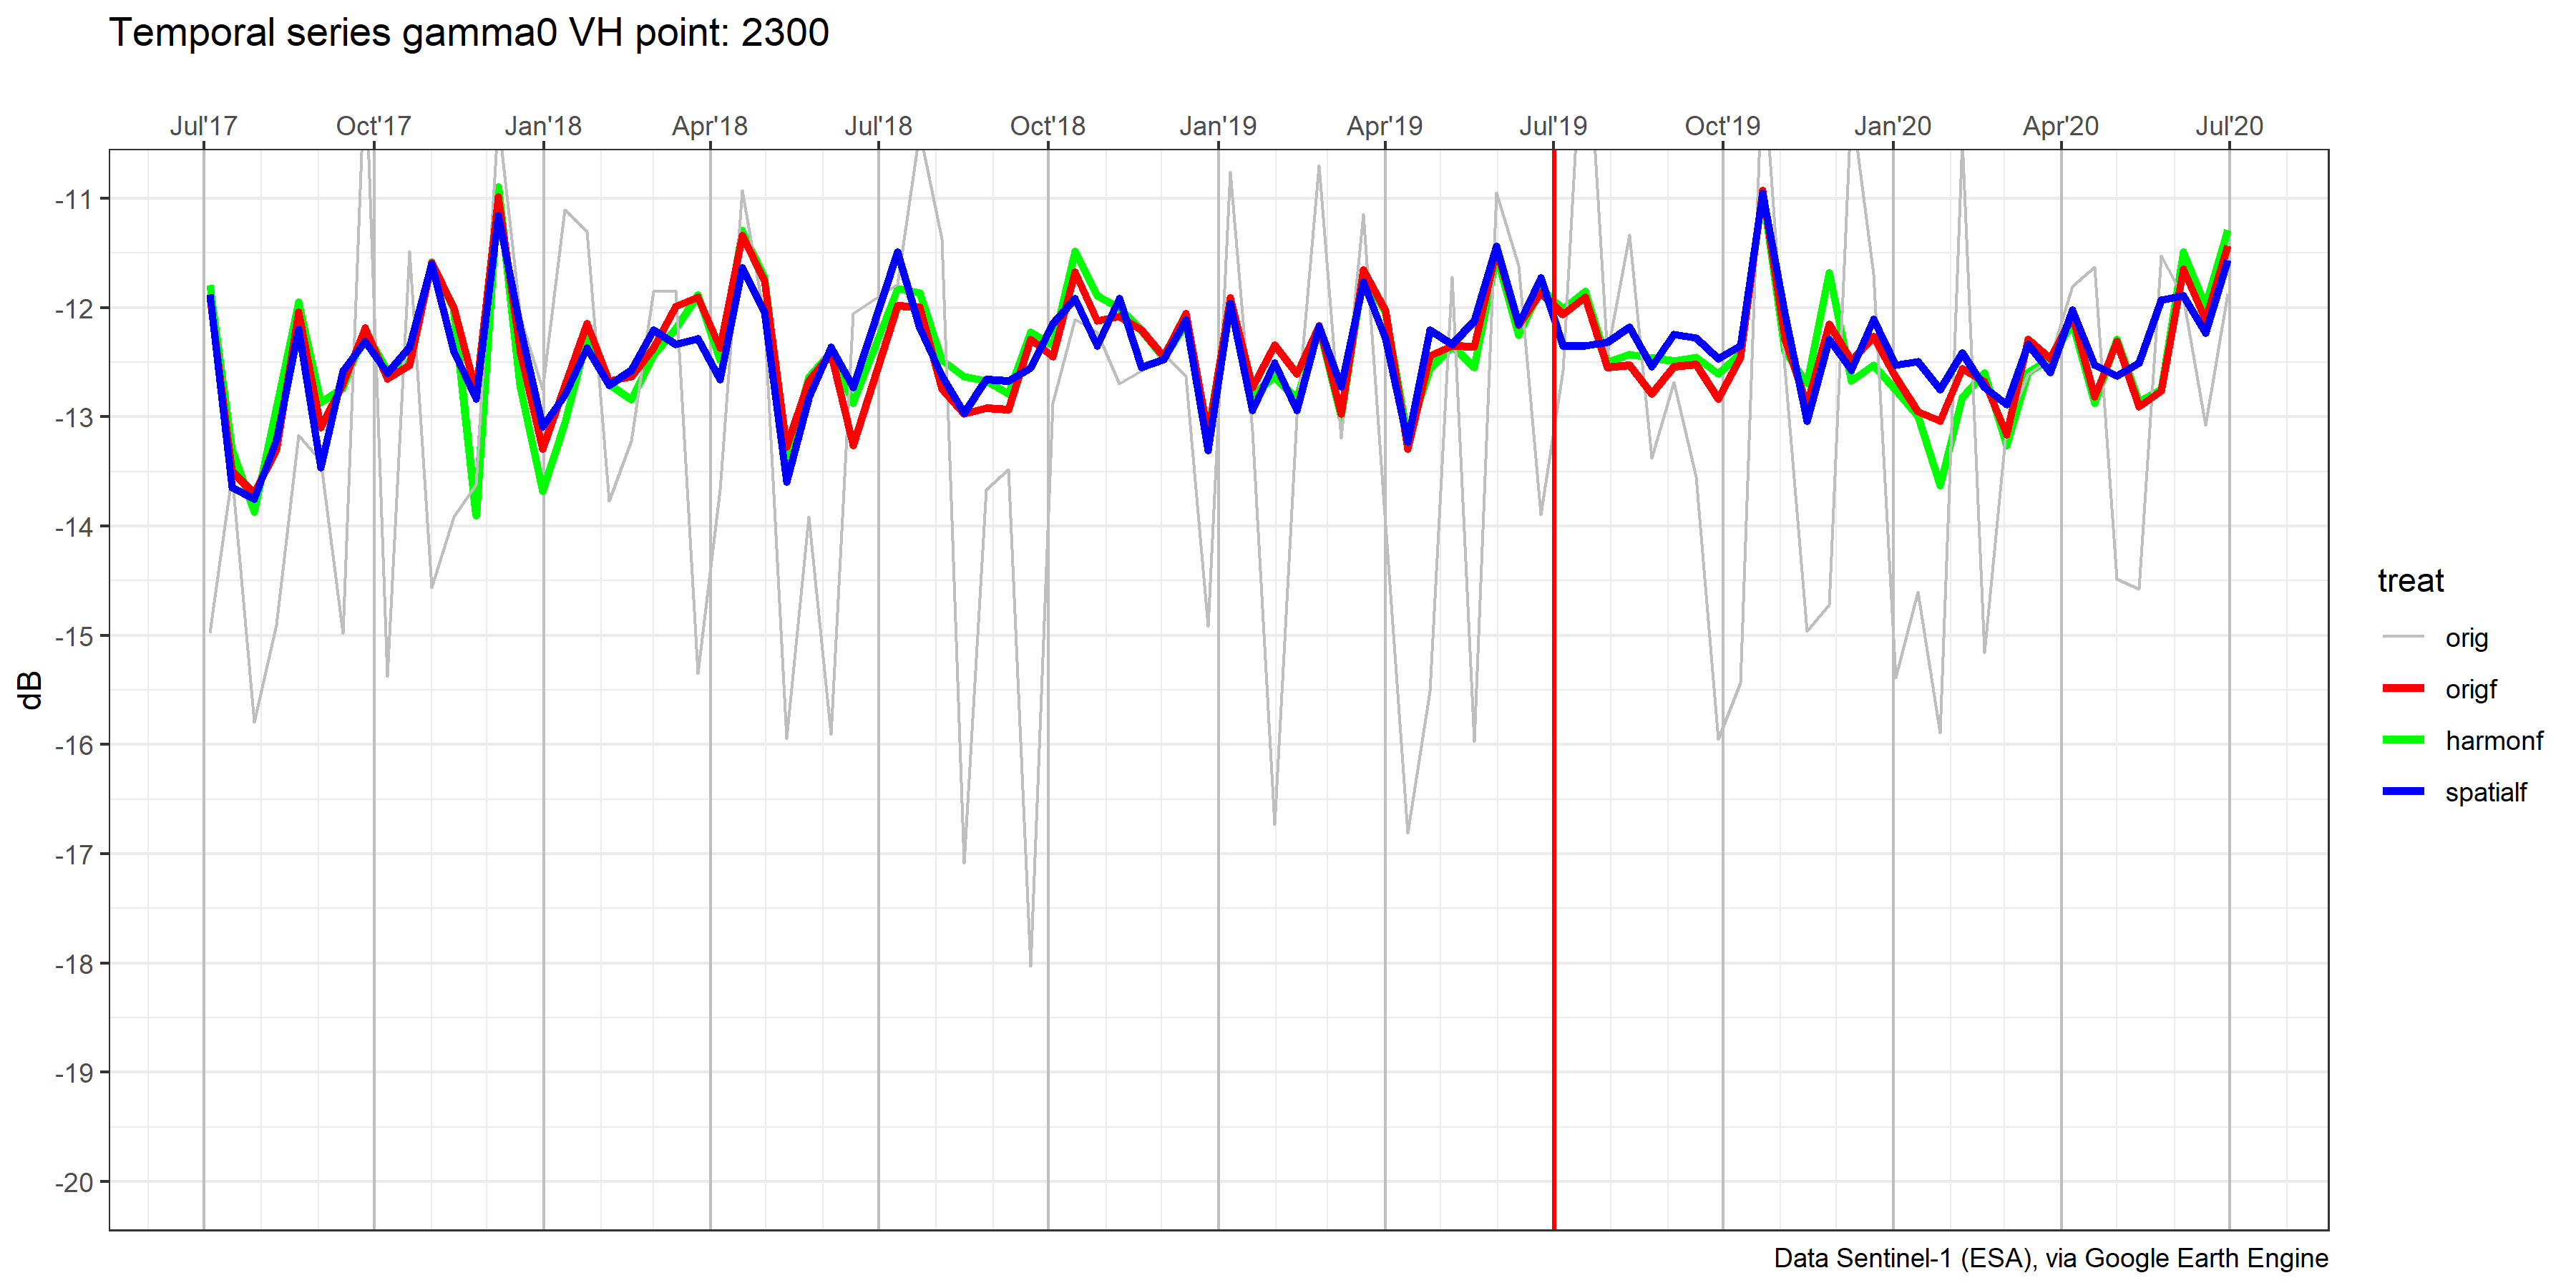 Temporal series gamma0 VH point: 2300
Jul'17 Oct'17 Jan'18 Apr'18 Jul'18 Oct'18 Jan'19 Apr'19 Jul'19 Oct'19 Jan'20 Apr'20 Jul'20
-11
-12
-13
-14
-15
-16
-17
-18
-19
-20
dB
treat
orig
origf
harmonf
spatialf
Data Sentinel-1 (ESA), via Google Earth Engine